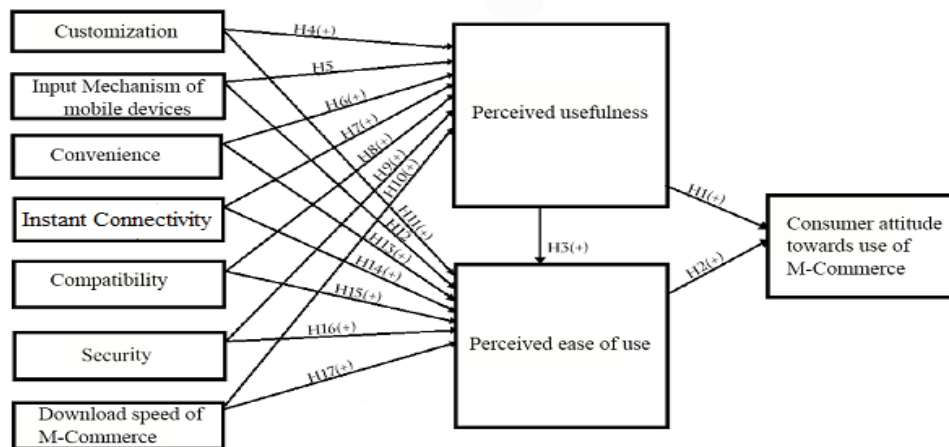 Customization
Input Mechanism of
mobile devices
Convenience
Instant Connectivity
Compatibility
Security
Download speed of
M-Commerce
H4(+)
H5
H6(+)
H7(+)
H8(+)
H9(+)
H10(+)
H11(+)
H12
H13(+)
H14(+)
H15(+)
H16(+)
H17(+)
Perceived usefulness
H3(+)
Perceived ease of use
H1(+)
H2(+)
Consumer attitude
towards use of
M-Commerce